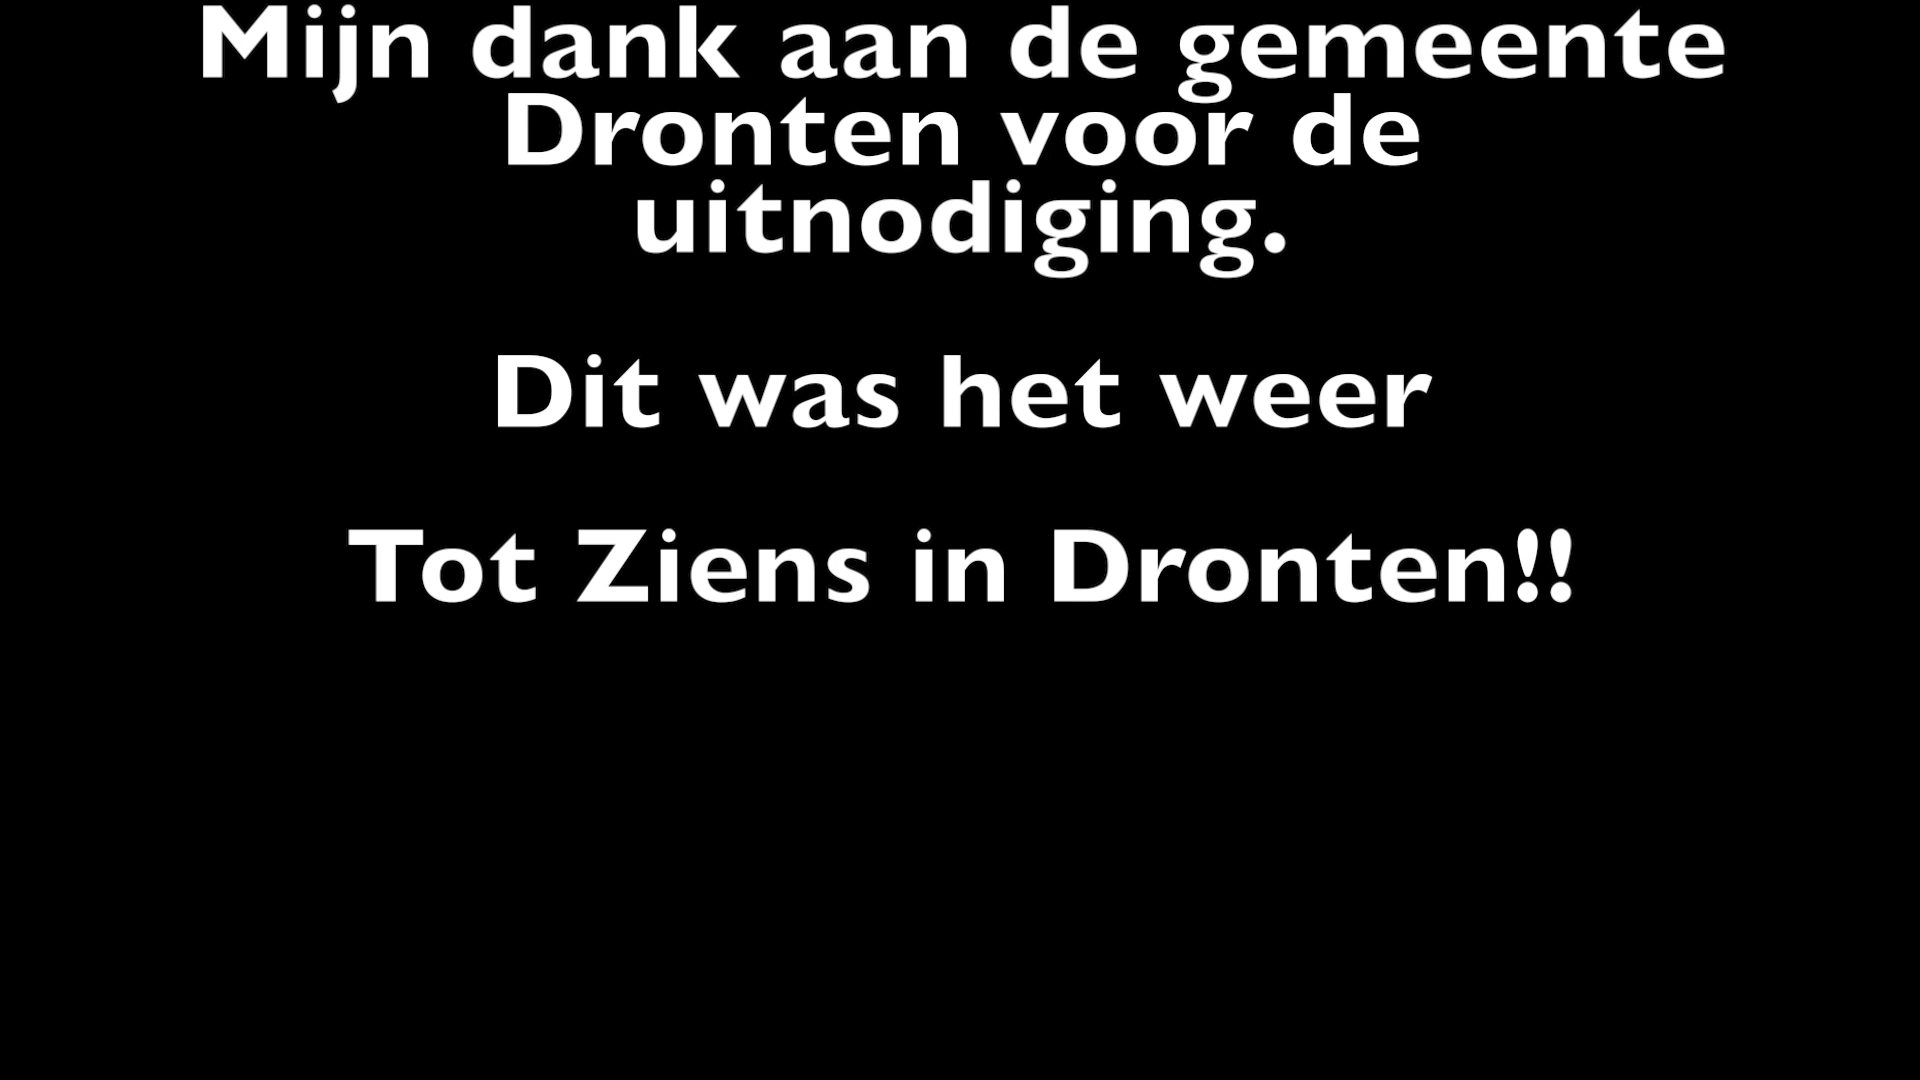 Mijn dank aan de gemeente
Dronten voor de
uitnodiging.
Dit was het weer
Tot Ziens in Dronten!!